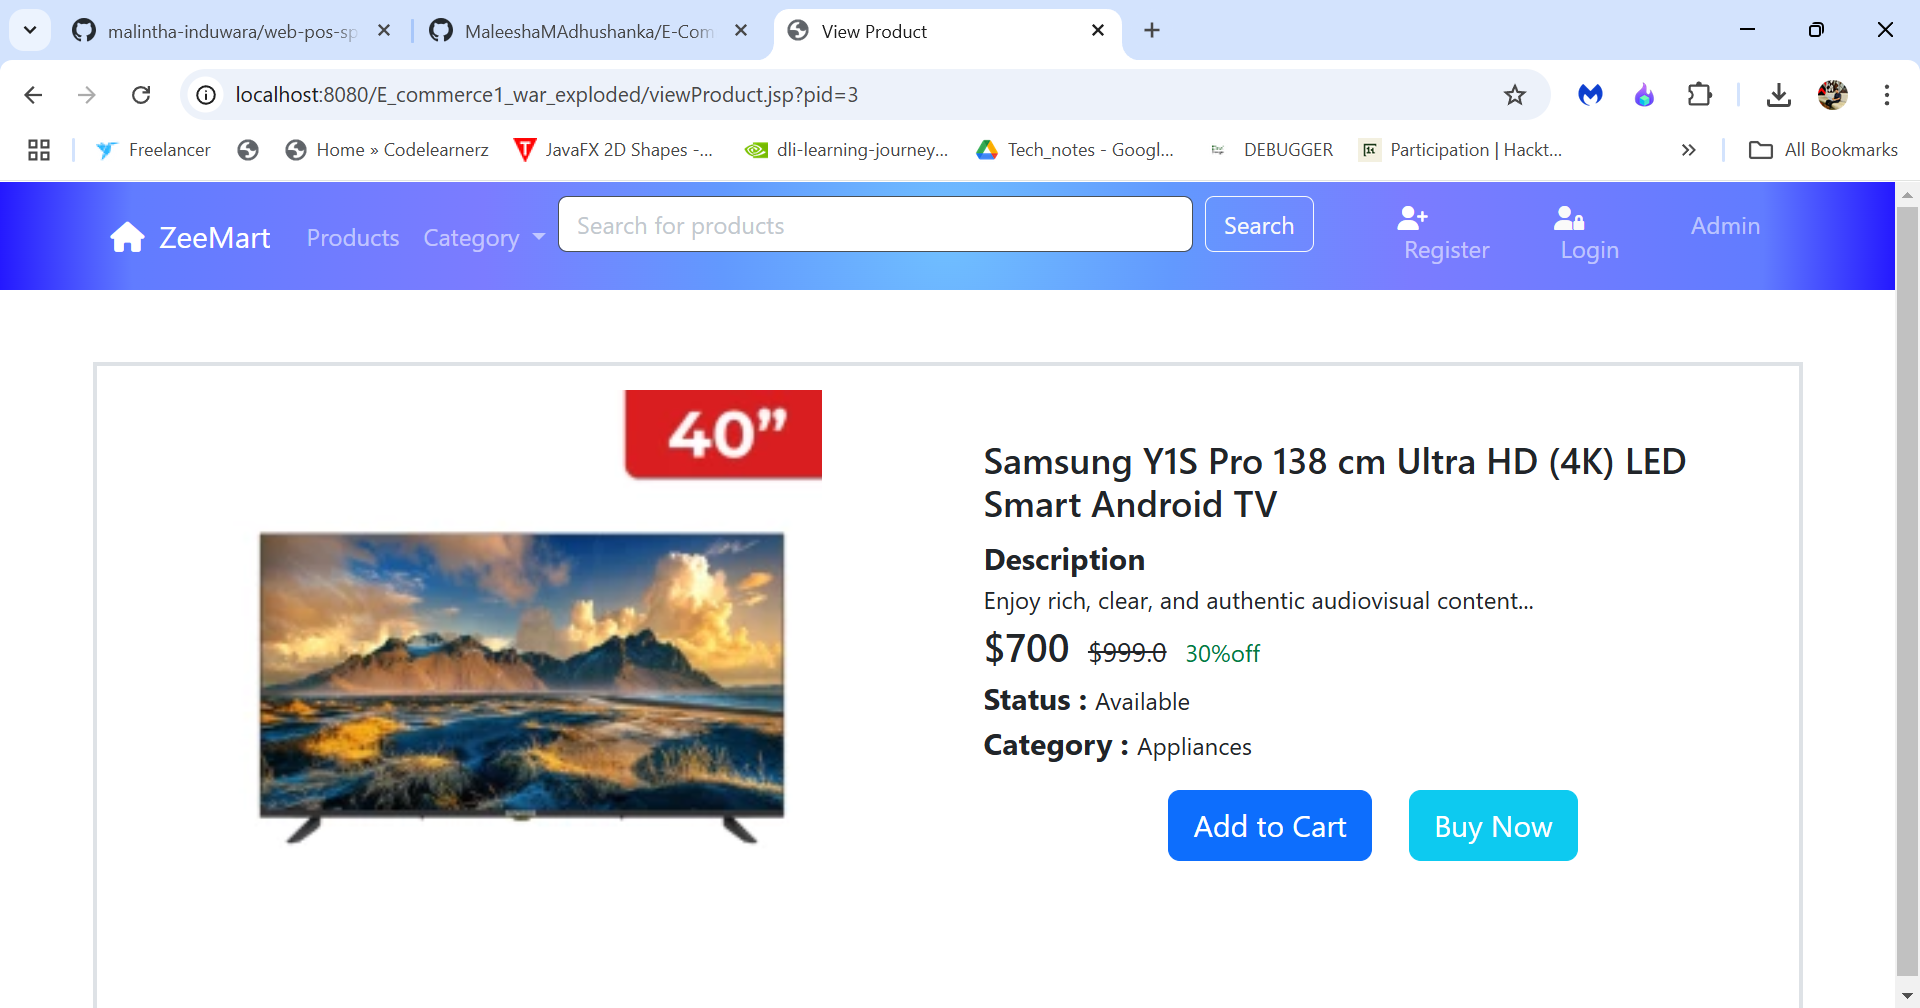 malintha-induwara/web-pos-sp
MaleeshaMAdhushanka/E-Com
View Product
localhost:8080/E_commerce1_war_exploded/viewProduct.jsp?pid=3
Freelancer
Home » Codelearnerz
JavaFX 2D Shapes -...
dli-learning-journey...
Tech_notes - Googl...
DEBUGGER
Participation | Hackt...
All Bookmarks
ZeeMart
Products
Category
Search for products
Search
Register
Login
Admin
40”
Samsung Y1S Pro 138 cm Ultra HD (4K) LED
Smart Android TV
Description
Enjoy rich, clear, and authentic audiovisual content...
$700 $999.0 30%off
Status : Available
Category : Appliances
Add to Cart
Buy Now